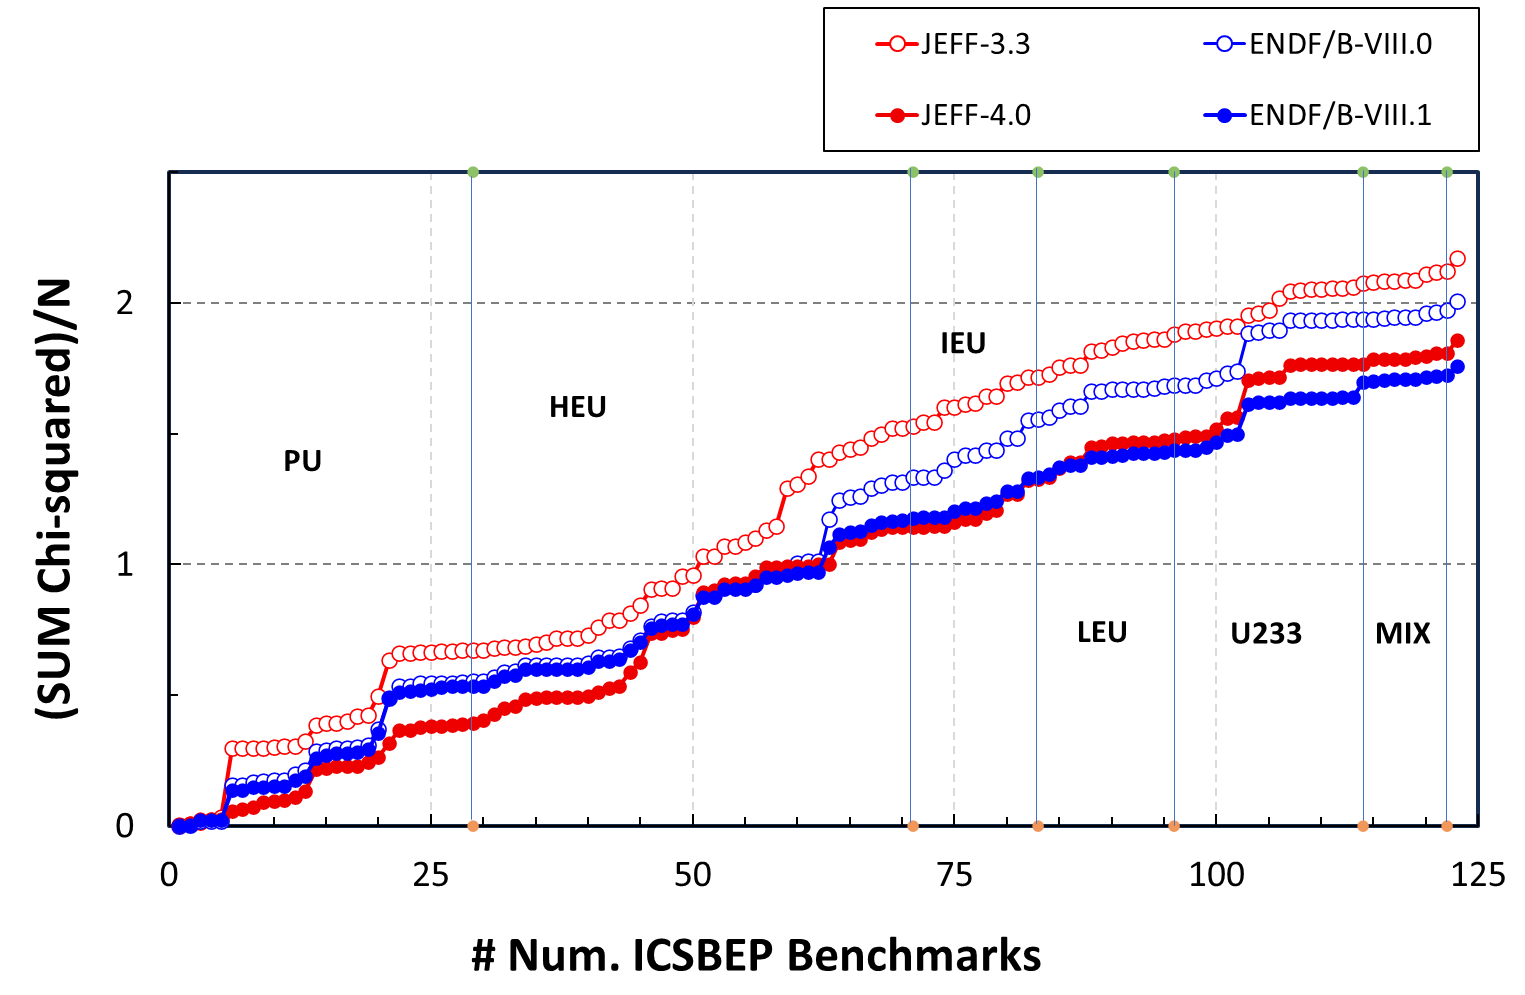 JEFF-3.3 ENDF/B-VIII.0
JEFF-4.0 ENDF/B-VIII.1
(SUM Chi-squared)/N
2
1
0
PU
HEU
IEU
LEU
U233
MIX
0 25 50 75 100 125
# Num. ICSBEP Benchmarks